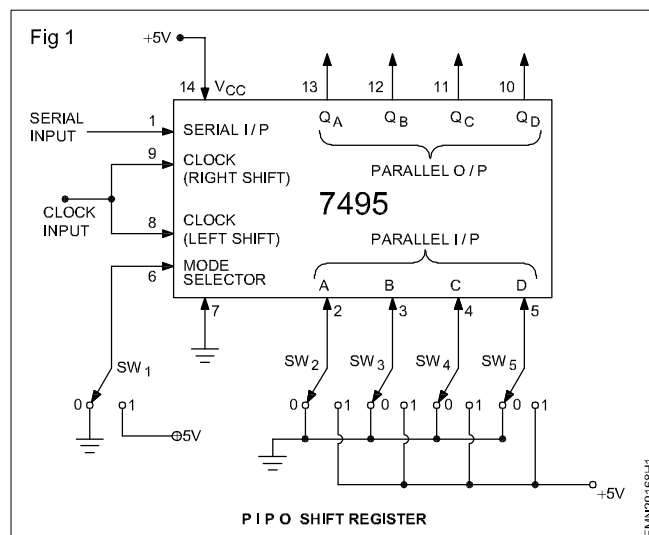 Fig 1
+5V
14 VCC 13 12 11 10
SERIAL INPUT
1 SERIAL I / P
QA QB QC QD
9 CLOCK (RIGHT SHIFT)
PARALLEL O / P
7495
CLOCK INPUT
8 CLOCK (LEFT SHIFT)
PARALLEL I / P
6 MODE SELECTOR
A B C D
7 2 3 4 5
SW1 SW2 SW3 SW4 SW5
0 1 0 1 0 1 0 1 0 1
+5V
+5V
P I P O SHIFT REGISTER